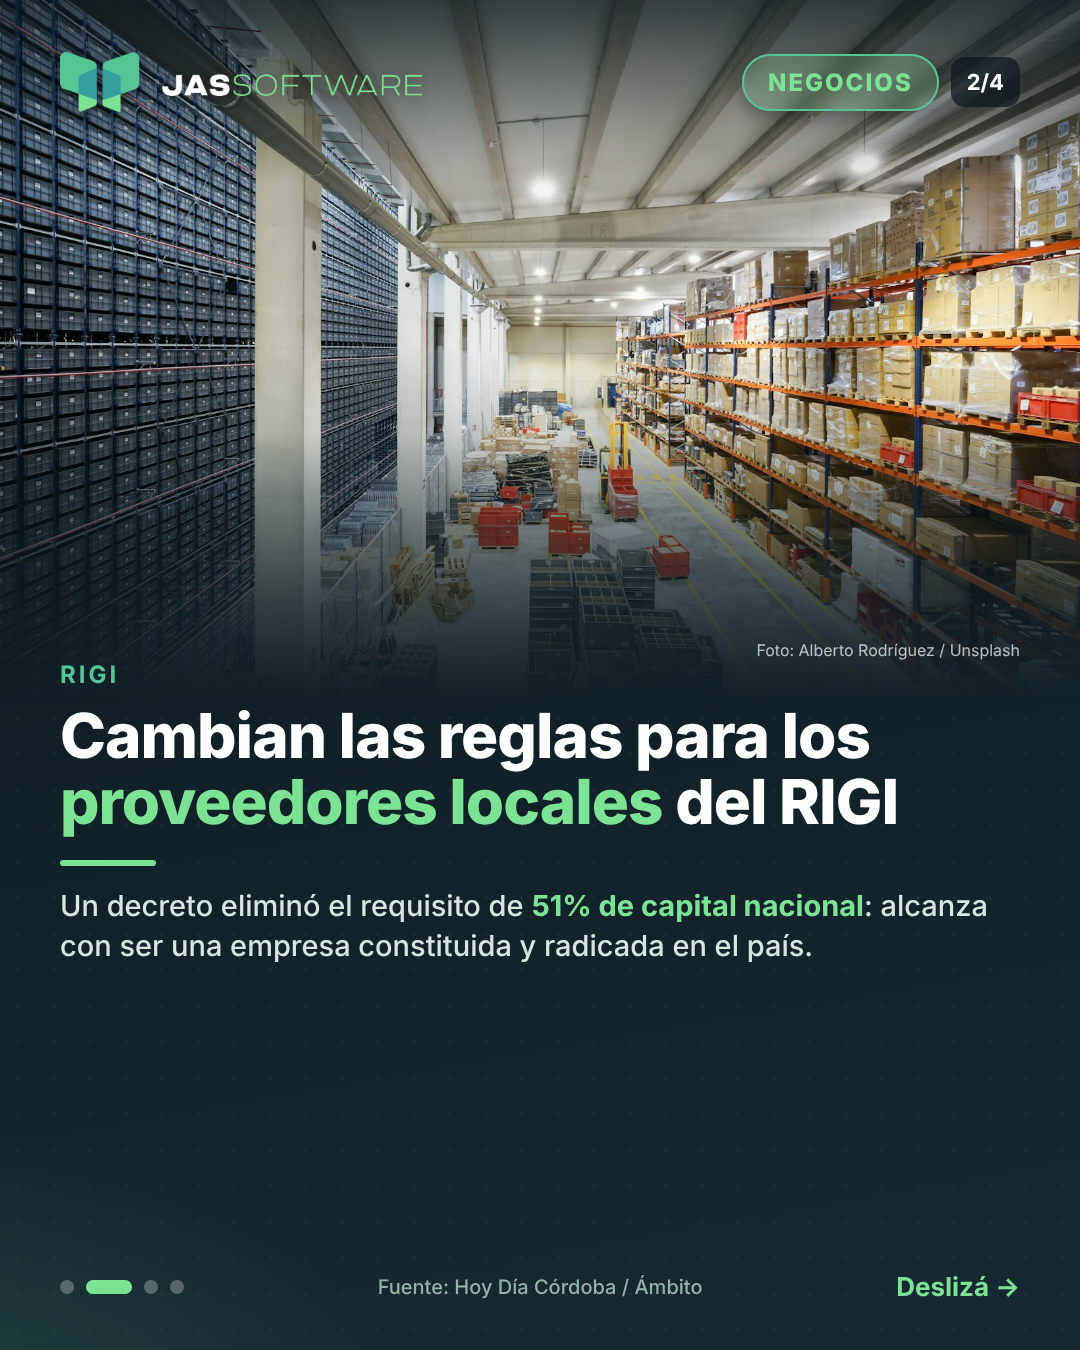 JASSOFTWARE
NEGOCIOS
2/4
Foto: Alberto Rodríguez / Unsplash
RIGI
Cambian las reglas para los
proveedores locales del RIGI
Un decreto eliminó el requisito de 51% de capital nacional: alcanza
con ser una empresa constituida y radicada en el país.
Fuente: Hoy Día Córdoba / Ámbito
Deslizá →